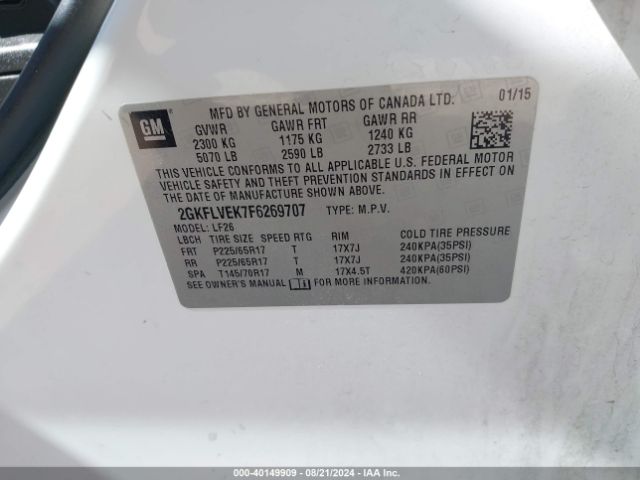 MFD BY GENERAL MOTORS OF CANADA LTD. 01/15
GM
GVWR GAWR FRT GAWR RR
2300 KG 1175 KG 1240 KG
5070 LB 2590 LB 2733 LB
THIS VEHICLE CONFORMS TO ALL APPLICABLE U.S. FEDERAL MOTOR
VEHICLE SAFETY AND THEFT PREVENTION STANDARDS IN EFFECT ON
THE DATE OF MANUFACTURE SHOWN ABOVE.
2GKFLVEK7F6269707 TYPE: M.P.V.
MODEL: LF26
LBCH TIRE SIZE SPEED RTG RIM COLD TIRE PRESSURE
FRT P225/65R17 T 17X7J 240KPA(35PSI)
RR P225/65R17 T 17X7J 240KPA(35PSI)
SPA T145/70R17 M 17X4.5T 420KPA(60PSI)
SEE OWNER'S MANUAL FOR MORE INFORMATION.
000-40149909 - 08/21/2024 - iaai.com